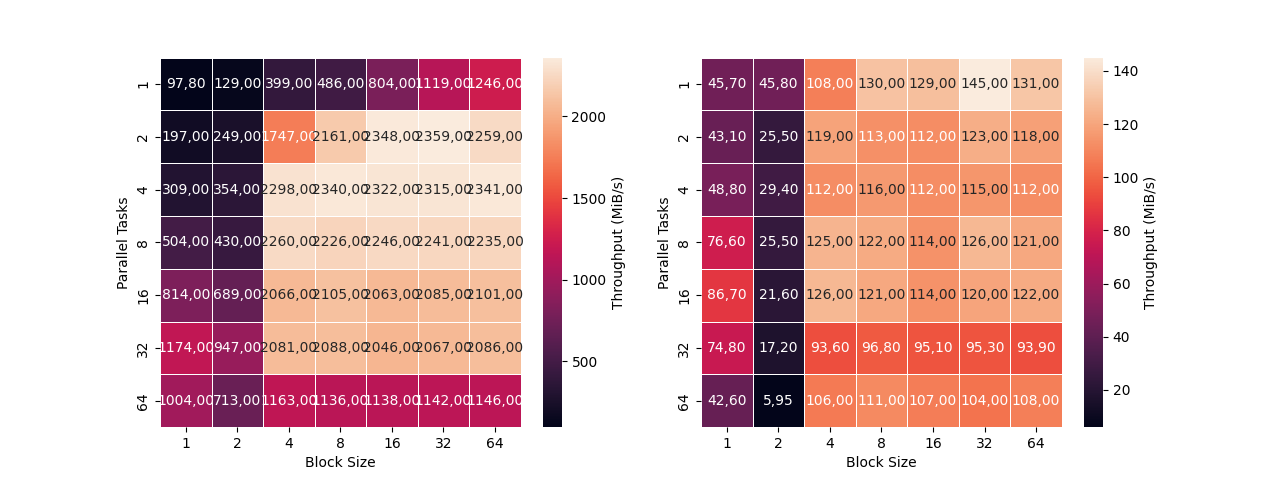 1 97,80 129,00 399,00 486,00 804,00 1119,00 1246,00
2 197,00 249,00 1747,00 2161,00 2348,00 2359,00 2259,00
4 309,00 354,00 2298,00 2340,00 2322,00 2315,00 2341,00
8 504,00 430,00 2260,00 2226,00 2246,00 2241,00 2235,00
16 814,00 689,00 2066,00 2105,00 2063,00 2085,00 2101,00
32 1174,00 947,00 2081,00 2088,00 2046,00 2067,00 2086,00
64 1004,00 713,00 1163,00 1136,00 1138,00 1142,00 1146,00
1 2 4 8 16 32 64
Block Size
Parallel Tasks
2000
1500
1000
500
Throughput (MiB/s)
1 45,70 45,80 108,00 130,00 129,00 145,00 131,00
2 43,10 25,50 119,00 113,00 112,00 123,00 118,00
4 48,80 29,40 112,00 116,00 112,00 115,00 112,00
8 76,60 25,50 125,00 122,00 114,00 126,00 121,00
16 86,70 21,60 126,00 121,00 114,00 120,00 122,00
32 74,80 17,20 93,60 96,80 95,10 95,30 93,90
64 42,60 5,95 106,00 111,00 107,00 104,00 108,00
1 2 4 8 16 32 64
Block Size
Parallel Tasks
140
120
100
80
60
40
20
Throughput (MiB/s)